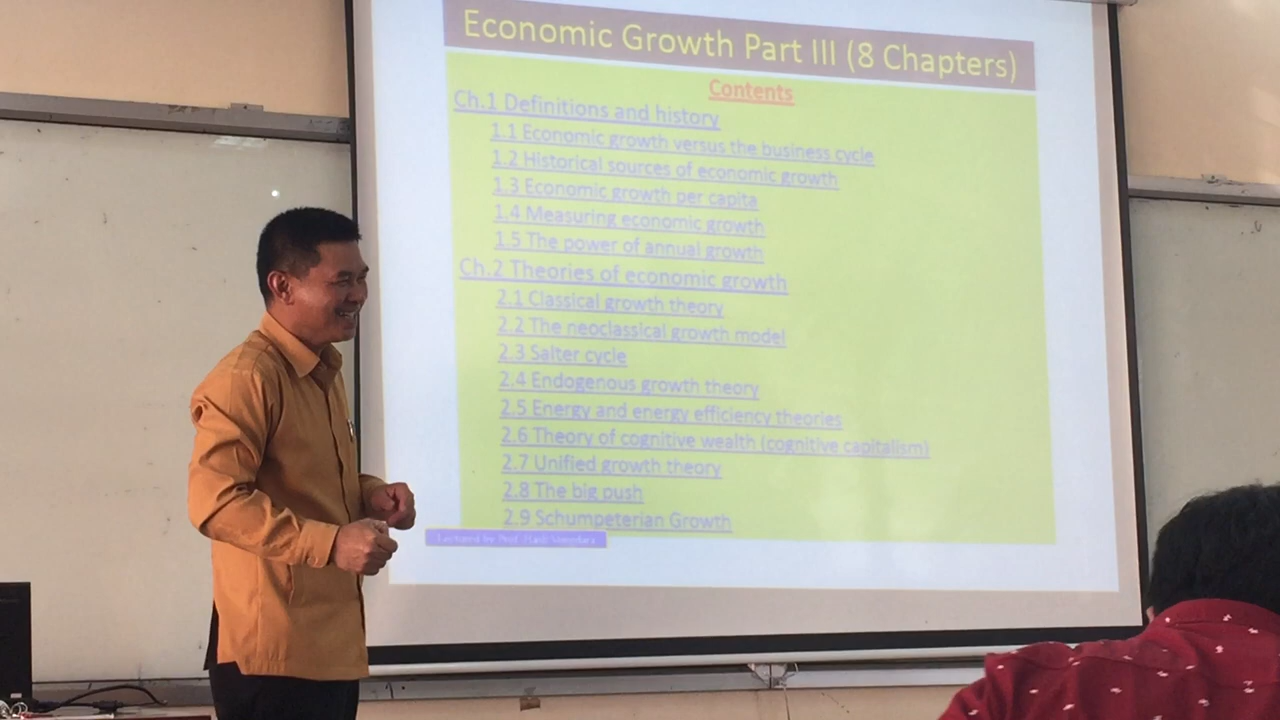 Economic Growth Part III (8 Chapters)
Contents
Ch.1 Definitions and history
1.1 Economic growth versus the business cycle
1.2 Historical sources of economic growth
1.3 Economic growth per capita
1.4 Measuring economic growth
1.5 The power of annual growth
Ch.2 Theories of economic growth
2.1 Classical growth theory
2.2 The neoclassical growth model
2.3 Salter cycle
2.4 Endogenous growth theory
2.5 Energy and energy efficiency theories
2.6 Theory of cognitive wealth (cognitive capitalism)
2.7 Unified growth theory
2.8 The big push
2.9 Schumpeterian Growth
Lectured by Prof.